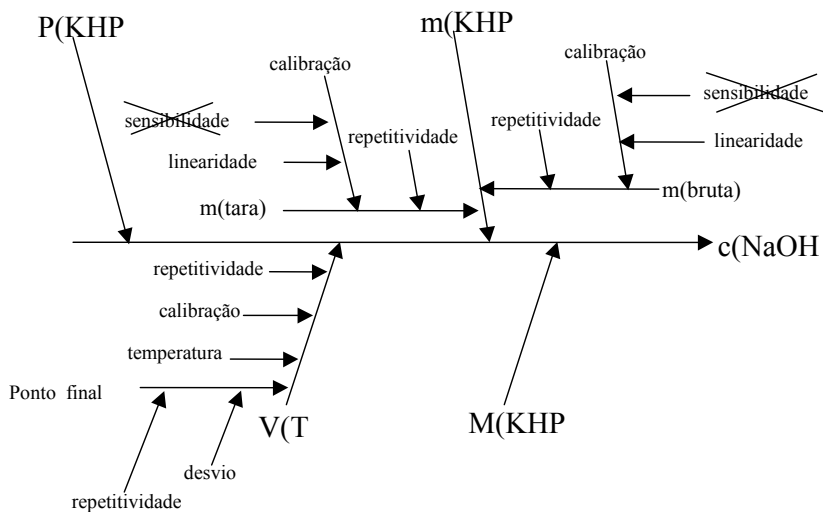 P(KHP
m(KHP
calibração
calibração
sensibilidade
sensibilidade
repetitividade
repetitividade
linearidade
linearidade
m(tara)
m(bruta)
c(NaOH
repetitividade
calibração
temperatura
Ponto final
V(T
M(KHP
desvio
repetitividade